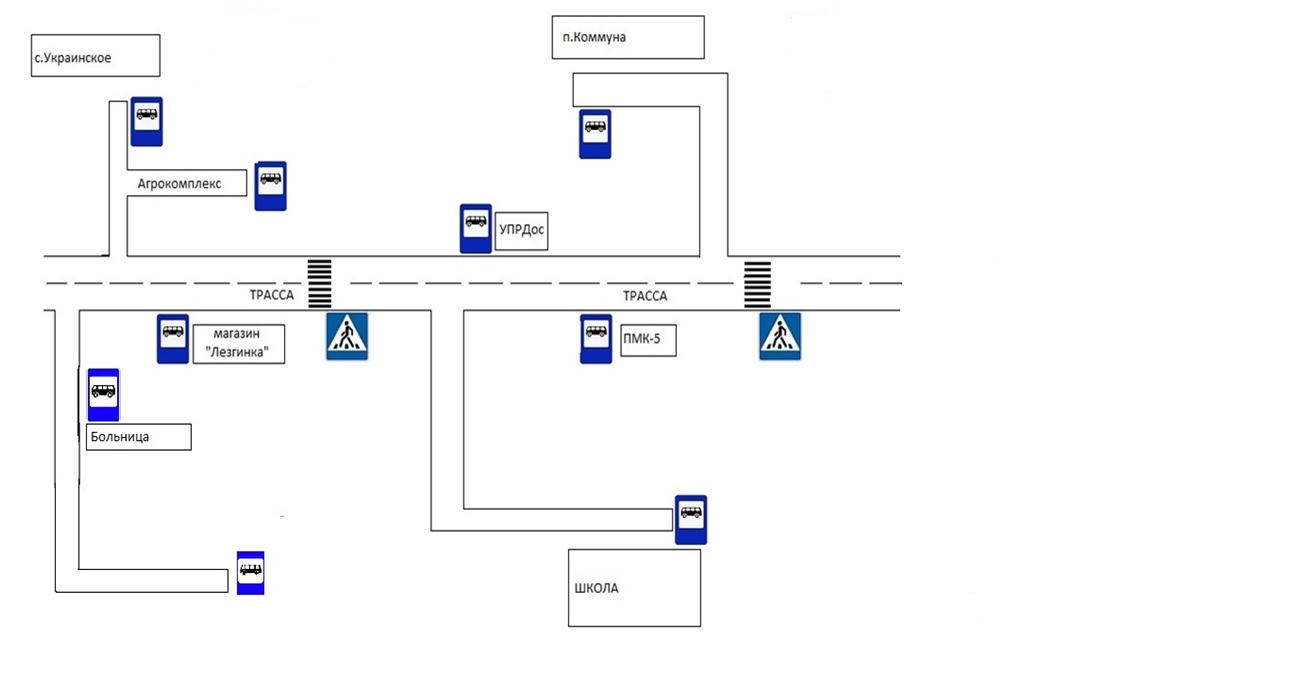 п.Коммуна
с.Украинское
Агрокомплекс
УПРДос
ТРАССА
ТРАССА
магазин
"Лезгинка"
ПМК-5
Больница
ШКОЛА